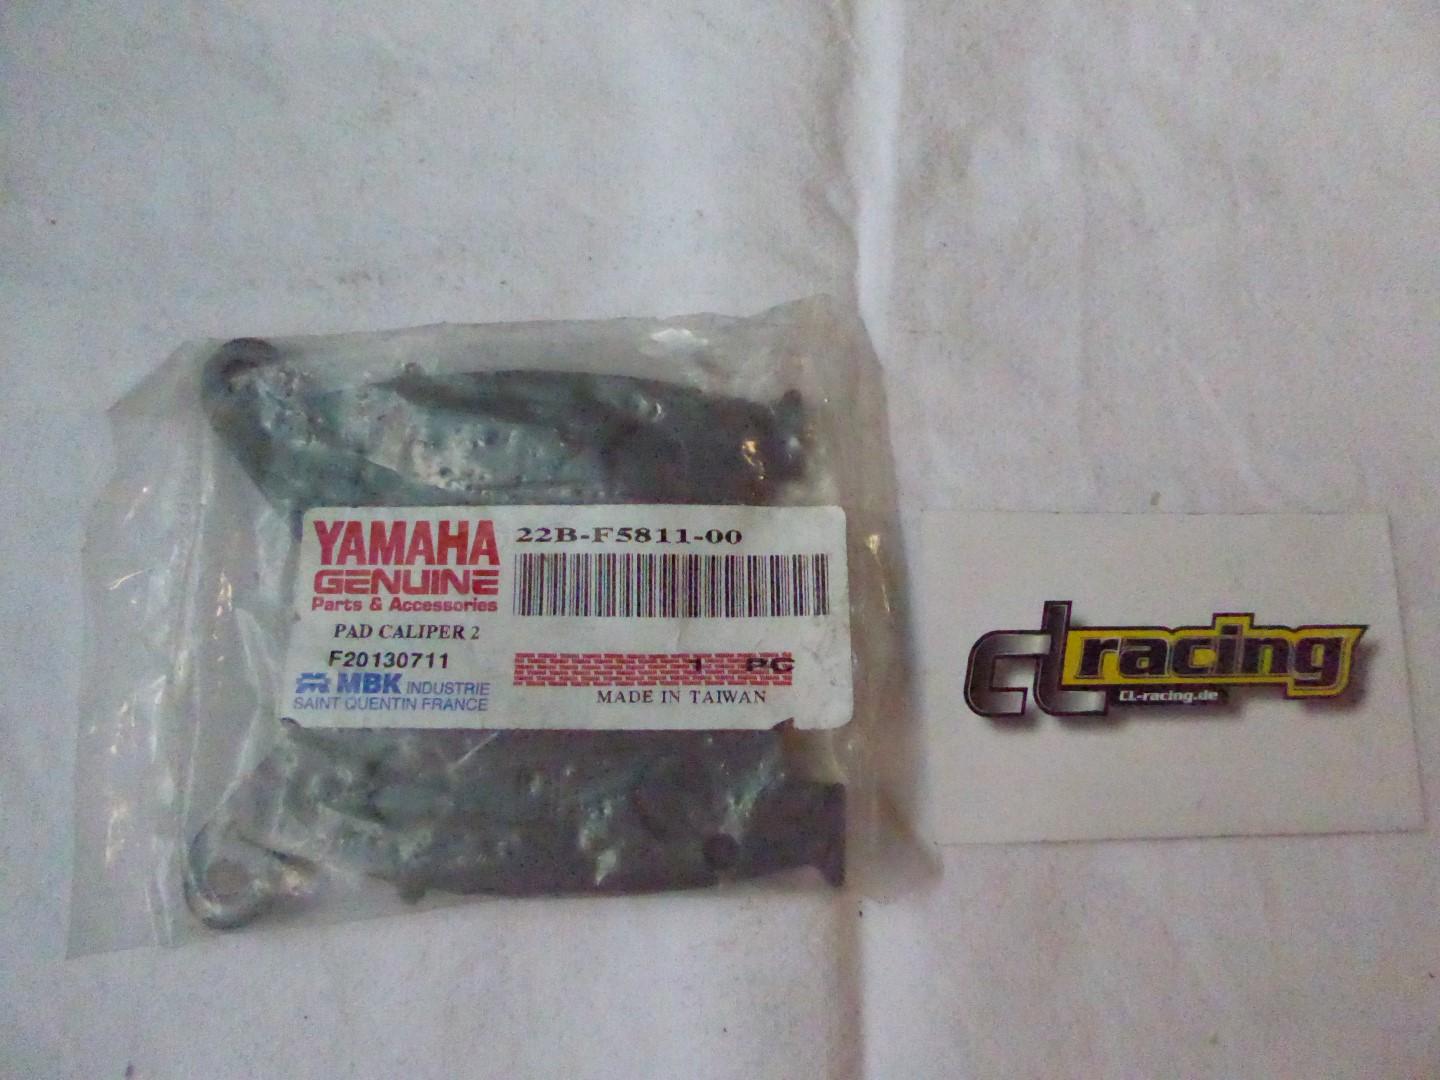 YAMAHA
GENUINE
Parts & Accessories
22B-F5811-00
PAD CALIPER 2
F20130711
1 PC
MBK INDUSTRIE
SAINT QUENTIN FRANCE
MADE IN TAIWAN
CL racing
CL-racing.de